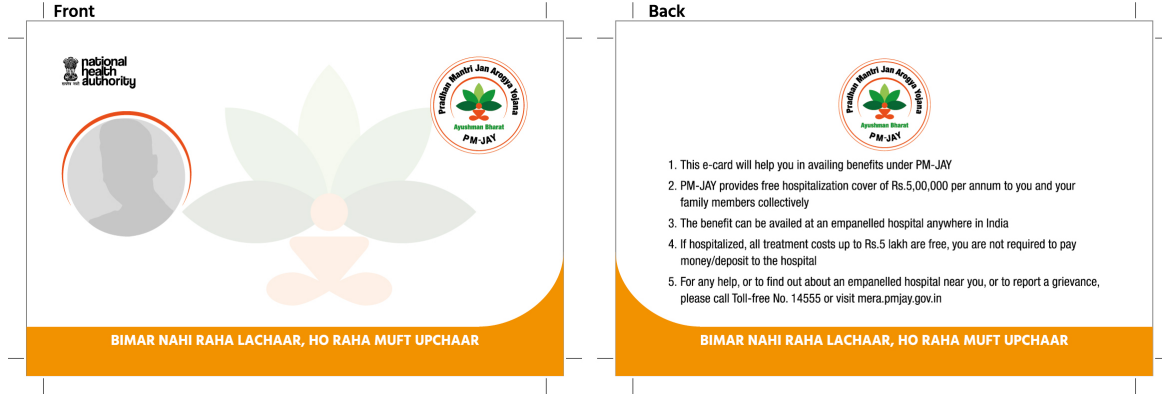 Front
national
health
authority
Pradhan Mantri Jan Arogya Yojana
Ayushman Bharat
PM-JAY
BIMAR NAHI RAHA LACHAAR, HO RAHA MUFT UPCHAAR
Back
Pradhan Mantri Jan Arogya Yojana
Ayushman Bharat
PM-JAY
1. This e-card will help you in availing benefits under PM-JAY
2. PM-JAY provides free hospitalization cover of Rs.5,00,000 per annum to you and your
family members collectively
3. The benefit can be availed at an empanelled hospital anywhere in India
4. If hospitalized, all treatment costs up to Rs.5 lakh are free, you are not required to pay
money/deposit to the hospital
5. For any help, or to find out about an empanelled hospital near you, or to report a grievance,
please call Toll-free No. 14555 or visit mera.pmjay.gov.in
BIMAR NAHI RAHA LACHAAR, HO RAHA MUFT UPCHAAR